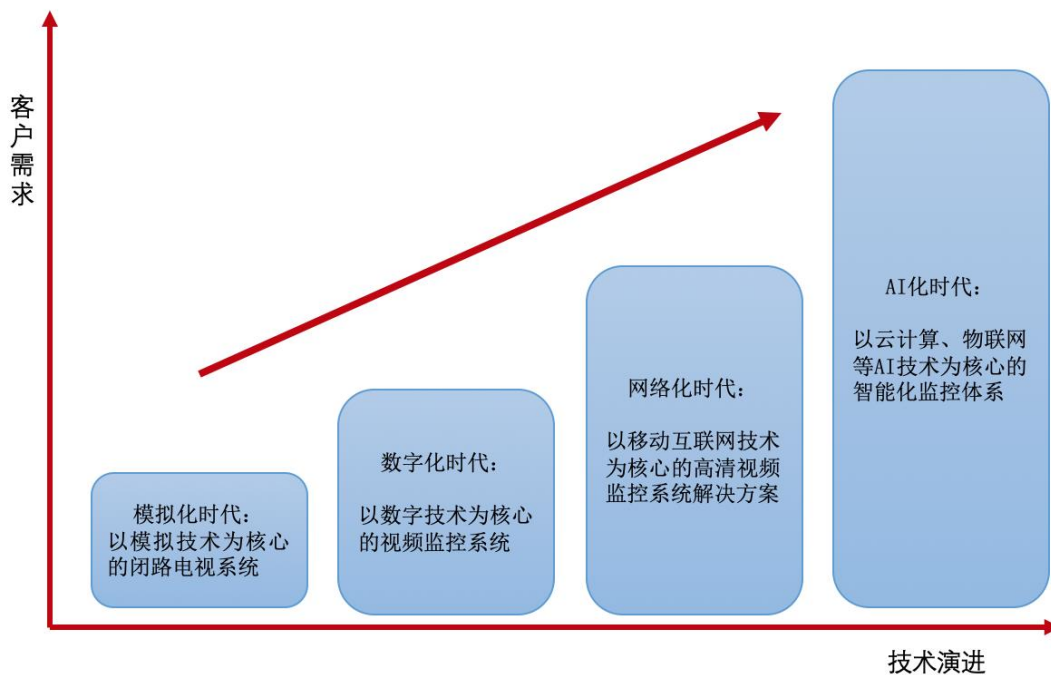 客户需求
模拟化时代：
以模拟技术为核心
的闭路电视系统
数字化时代：
以数字技术为核心
的视频监控系统
网络化时代：
以移动互联网技术
为核心的高清视频
监控系统解决方案
AI化时代：
以云计算、物联网
等AI技术为核心的
智能化监控体系
技术演进